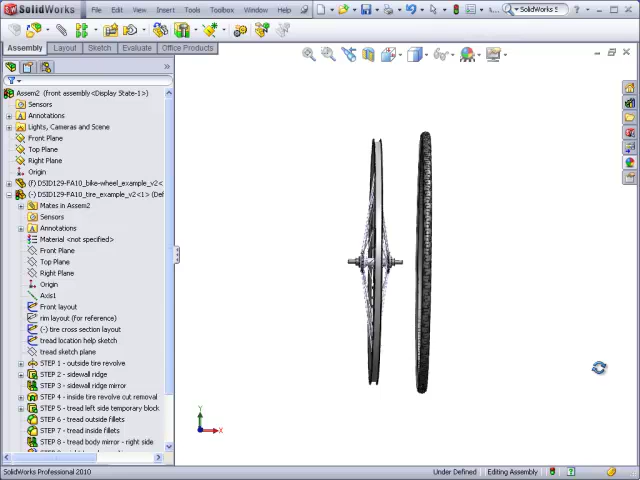 SolidWorks File Edit View Insert Tools Toolbox Window Help SolidWorks S
Assembly Layout Sketch Evaluate Office Products
Assem2 (front assembly<Display State-1>)
Sensors
Annotations
Lights, Cameras and Scene
Front Plane
Top Plane
Right Plane
Origin
(f) DSID129-FA10_bike-wheel_example_v2<
(-) DSID129-FA10_tire_example_v2<1> (Def
Mates in Assem2
Sensors
Annotations
Material <not specified>
Front Plane
Top Plane
Right Plane
Origin
Axis1
Front layout
rim layout (for reference)
(-) tire cross section layout
tread location help sketch
tread sketch plane
STEP 1 - outside tire revolve
STEP 2 - sidewall ridge
STEP 3 - sidewall ridge mirror
STEP 4 - inside tire revolve cut removal
STEP 5 - tread left side temporary block
STEP 6 - tread outside fillets
STEP 7 - tread inside fillets
STEP 8 - tread body mirror - right side
Y
X
SolidWorks Professional 2010 Under Defined Editing Assembly